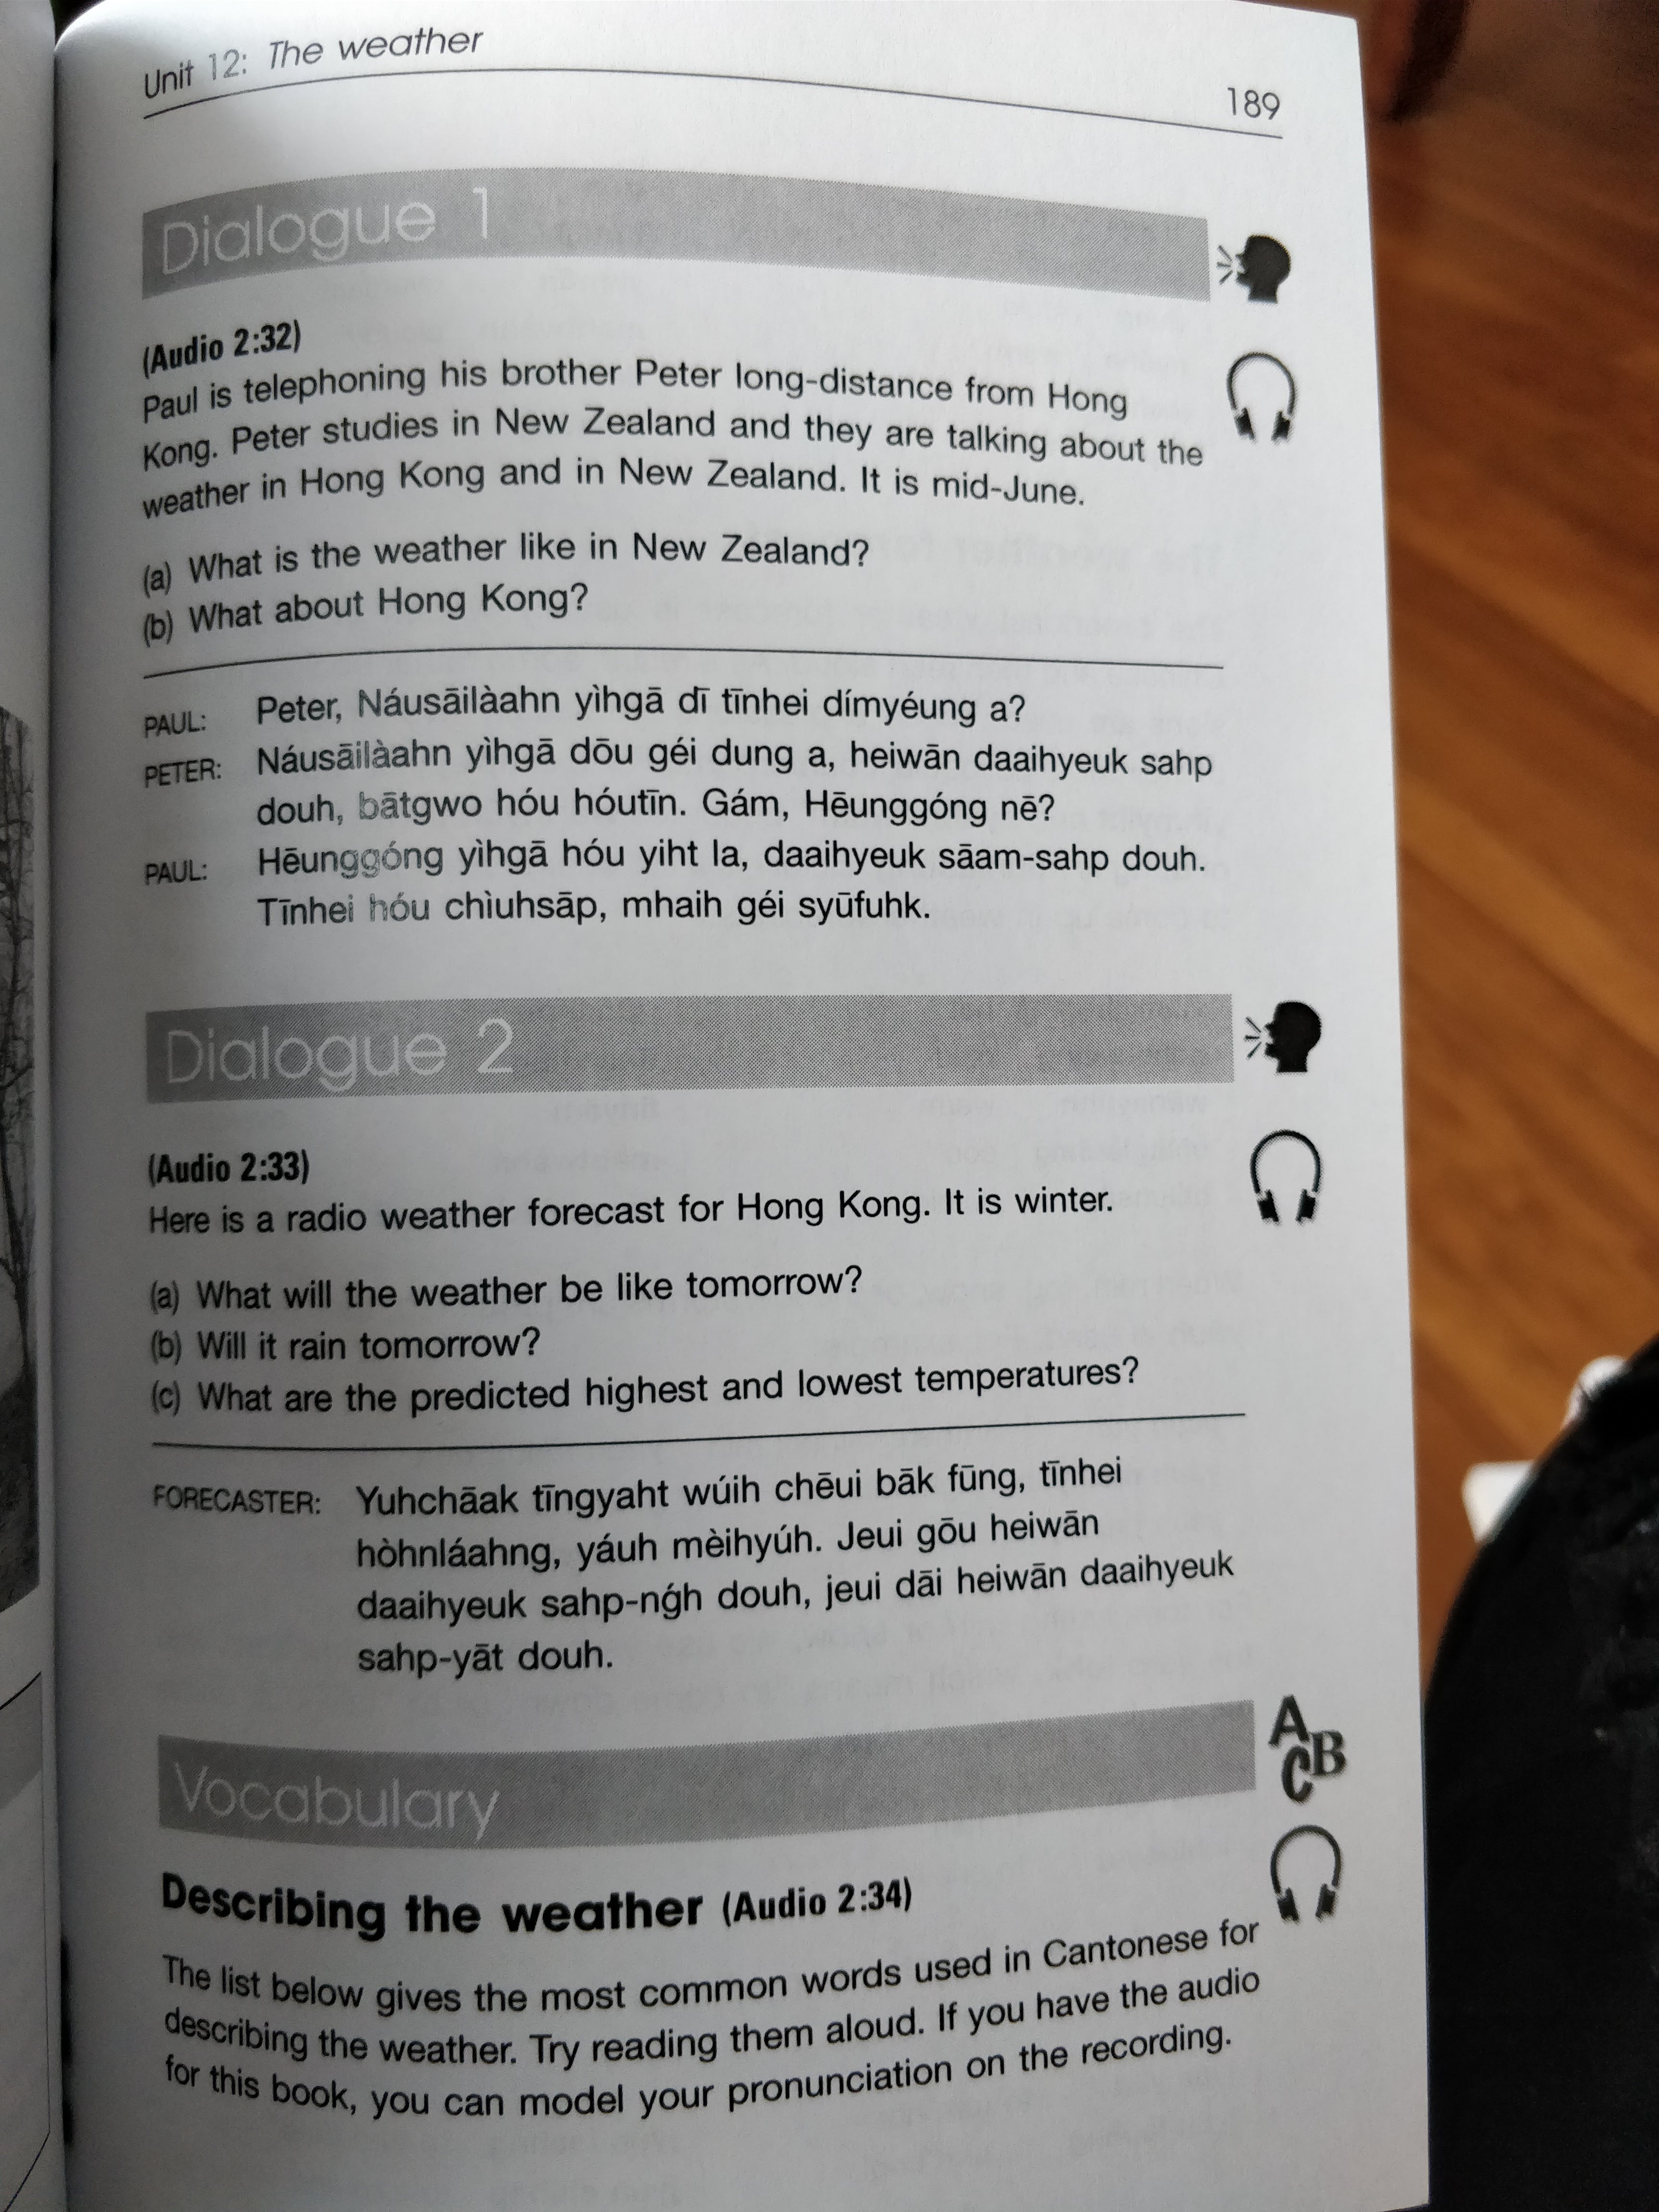 Unit 12: The weather
189
Dialogue 1
(Audio 2:32)
Paul is telephoning his brother Peter long-distance from Hong
Kong. Peter studies in New Zealand and they are talking about the
weather in Hong Kong and in New Zealand. It is mid-June.
(a) What is the weather like in New Zealand?
(b) What about Hong Kong?
PAUL: Peter, Náusāilàahn yìhgā dī tīnhei dímyéung a?
PETER: Náusāilàahn yìhgā dōu géi dung a, heiwān daaihyeuk sahp
douh, bātgwo hóu hóutīn. Gám, Hēunggóng nē?
PAUL: Hēunggóng yìhgā hóu yiht la, daaihyeuk sāam-sahp douh.
Tīnhei hóu chìuhsāp, mhaih géi syūfuhk.
Dialogue 2
(Audio 2:33)
Here is a radio weather forecast for Hong Kong. It is winter.
(a) What will the weather be like tomorrow?
(b) Will it rain tomorrow?
(c) What are the predicted highest and lowest temperatures?
FORECASTER: Yuhchāak tīngyaht wúih chēui bāk fūng, tīnhei
hòhnláahng, yáuh mèihyúh. Jeui gōu heiwān
daaihyeuk sahp-nǵh douh, jeui dāi heiwān daaihyeuk
sahp-yāt douh.
Vocabulary
A
B
C
Describing the weather (Audio 2:34)
The list below gives the most common words used in Cantonese for
describing the weather. Try reading them aloud. If you have the audio
for this book, you can model your pronunciation on the recording.